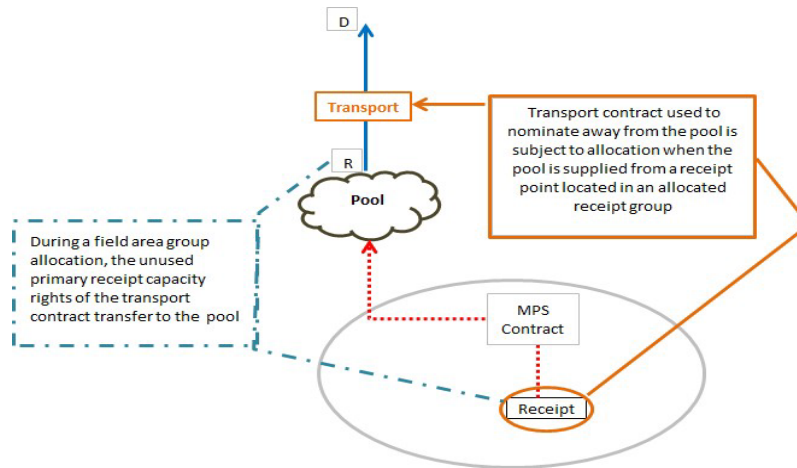 D
Transport
Transport contract used to
nominate away from the pool is
subject to allocation when the
pool is supplied from a receipt
point located in an allocated
receipt group
R
Pool
During a field area group
allocation, the unused
primary receipt capacity
rights of the transport
contract transfer to the pool
MPS
Contract
Receipt